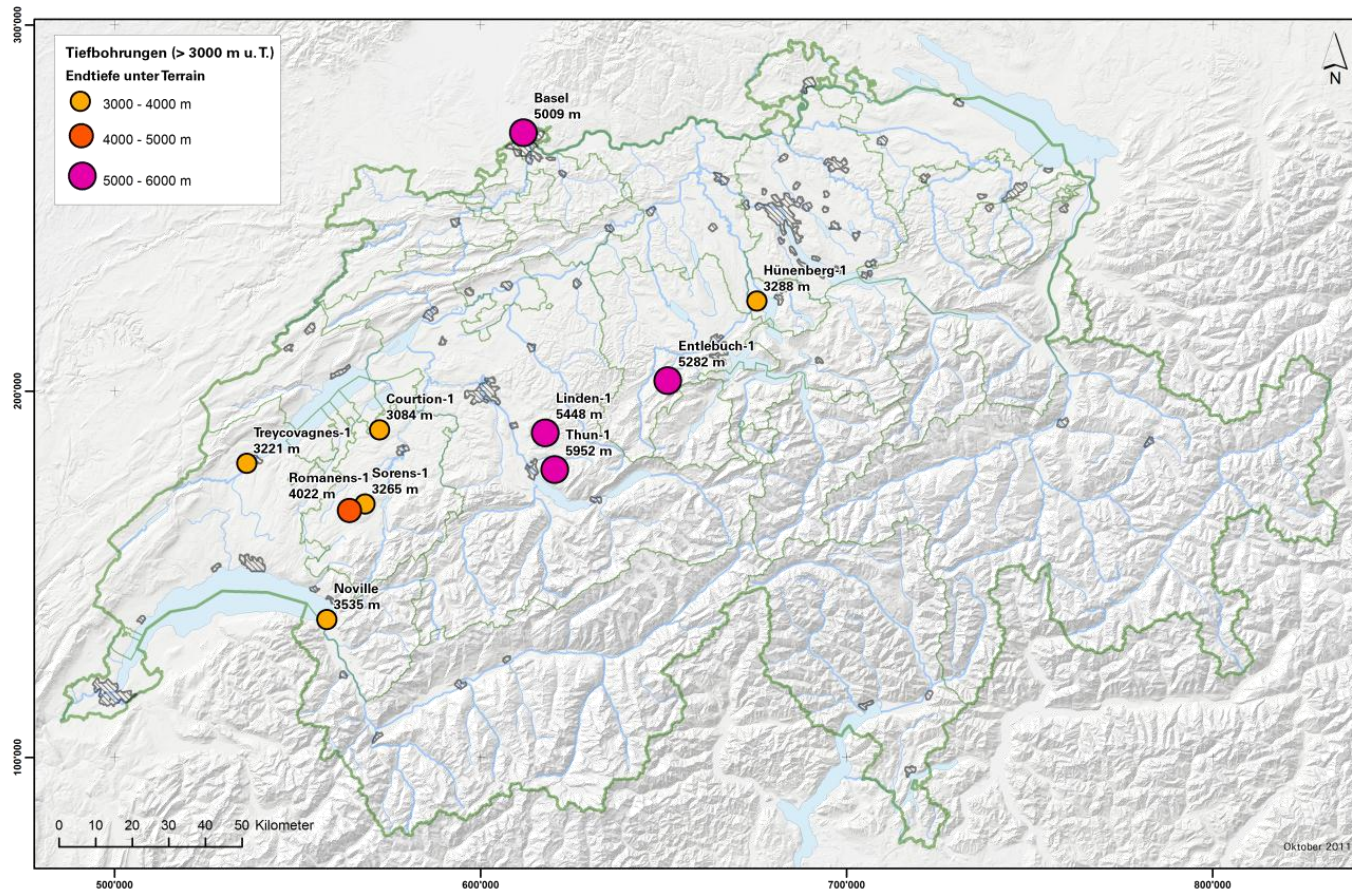 Tiefbohrungen (> 3000 m u. T.)
Endtiefe unter Terrain
3000 - 4000 m
4000 - 5000 m
5000 - 6000 m
Basel
5009 m
Hünenberg-1
3288 m
Entlebuch-1
5282 m
Linden-1
5448 m
Thun-1
5952 m
Courtion-1
3084 m
Treycovagnes-1
3221 m
Romanens-1
4022 m
Sorens-1
3265 m
Noville
3535 m
N
300'000
200'000
100'000
0 10 20 30 40 50 Kilometer
Oktober 2011
500'000 600'000 700'000 800'000